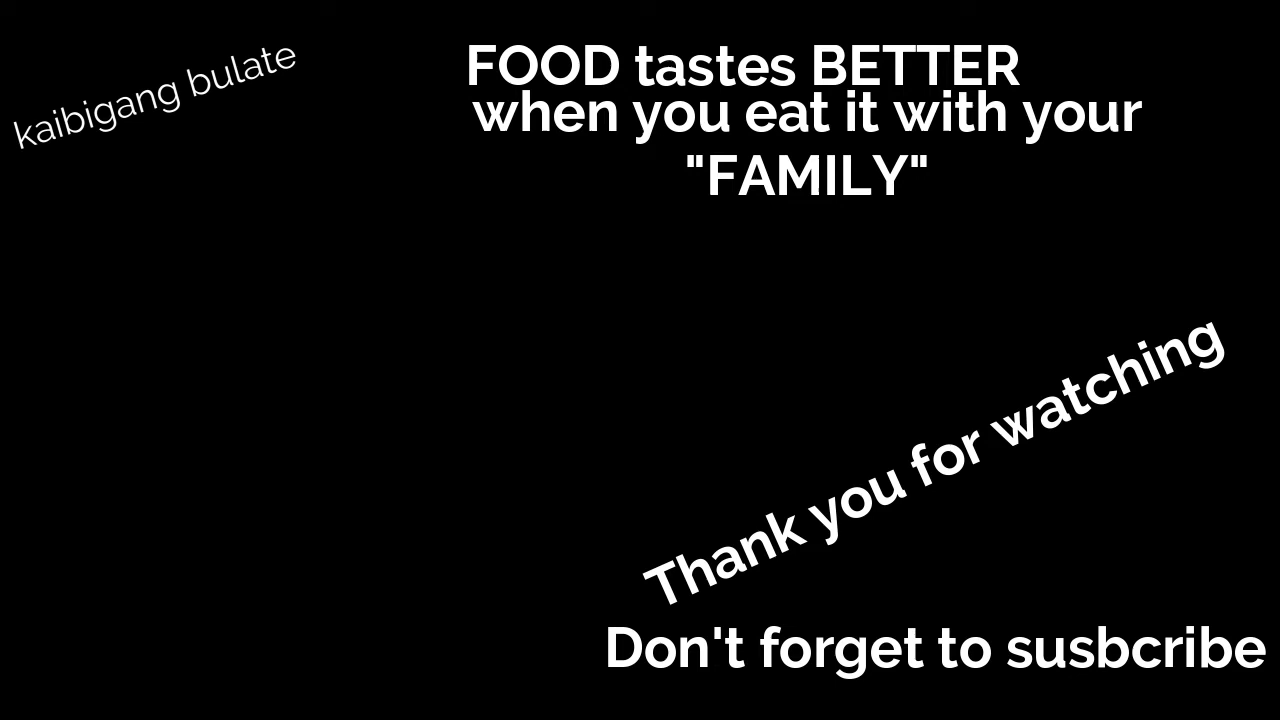 kaibigang bulate
FOOD tastes BETTER
when you eat it with your
"FAMILY"
Thank you for watching
Don't forget to susbcribe